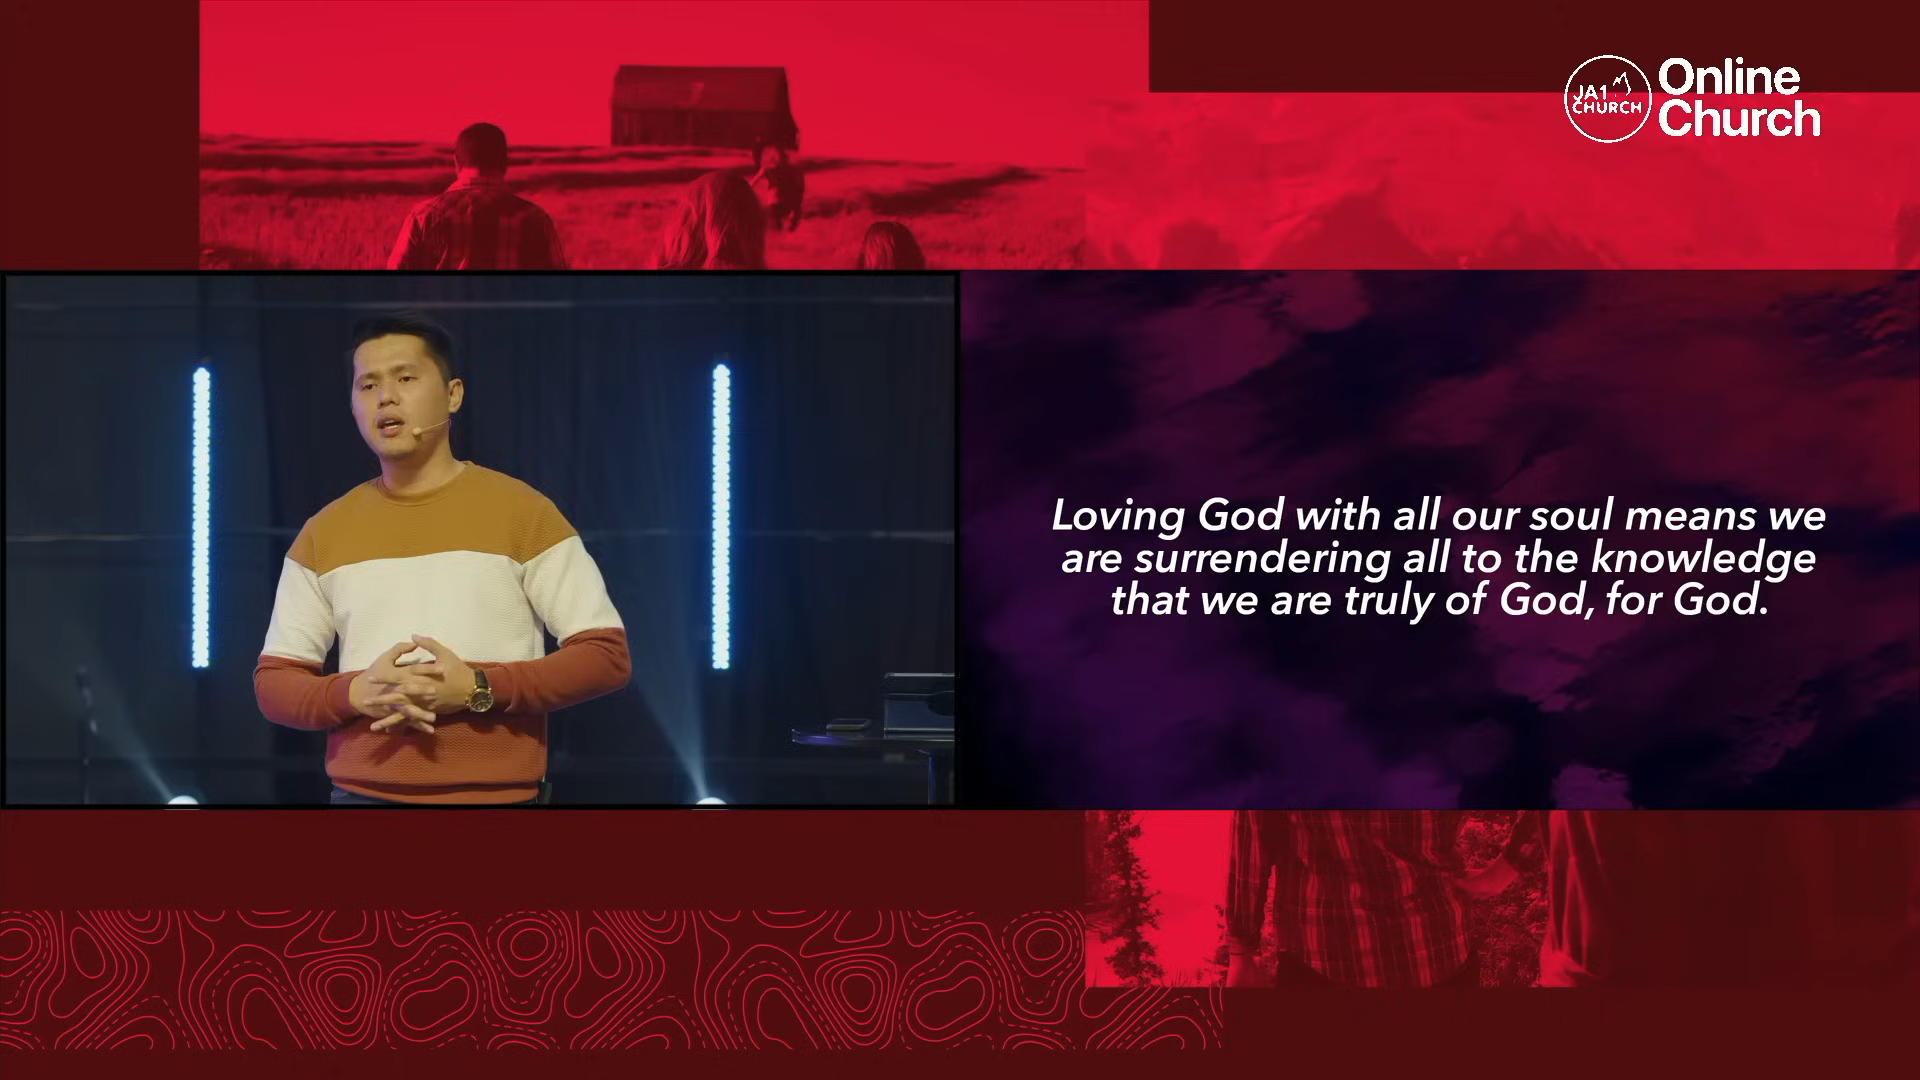 JA1
CHURCH
Online
Church
Loving God with all our soul means we
are surrendering all to the knowledge
that we are truly of God, for God.